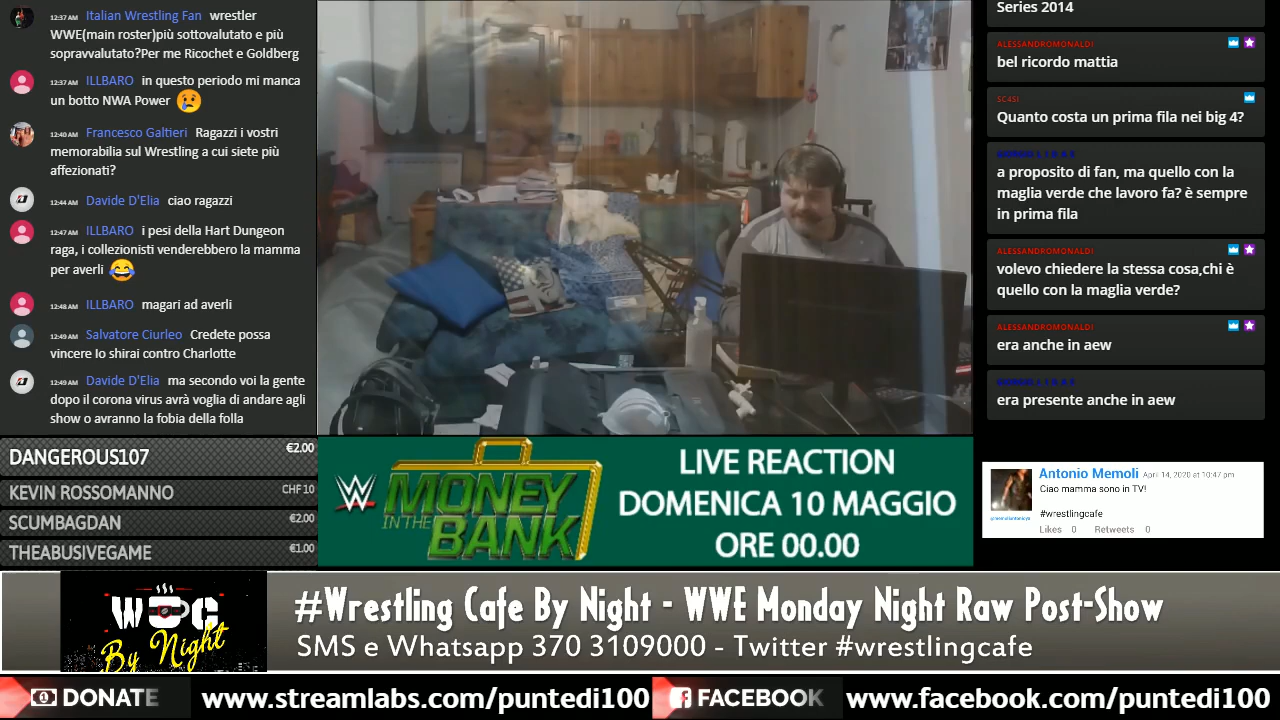 12:37 AM Italian Wrestling Fan wrestler
WWE(main roster)più sottovalutato e più
sopravvalutato?Per me Ricochet e Goldberg
12:37 AM ILLBARO in questo periodo mi manca
un botto NWA Power 😢
12:40 AM Francesco Galtieri Ragazzi i vostri
memorabilia sul Wrestling a cui siete più
affezionati?
12:44 AM Davide D'Elia ciao ragazzi
12:47 AM ILLBARO i pesi della Hart Dungeon
raga, i collezionisti venderebbero la mamma
per averli 😂
12:48 AM ILLBARO magari ad averli
12:49 AM Salvatore Ciurleo Credete possa
vincere Io shirai contro Charlotte
12:49 AM Davide D'Elia ma secondo voi la gente
dopo il corona virus avrà voglia di andare agli
show o avranno la fobia della folla
DANGEROUS107 €2.00
KEVIN ROSSOMANNO CHF 10
SCUMBAGDAN €2.00
THEABUSIVEGAME €1.00
Series 2014
ALESSANDROMONALDI
bel ricordo mattia
SC4SI
Quanto costa un prima fila nei big 4?
a proposito di fan, ma quello con la
maglia verde che lavoro fa? è sempre
in prima fila
ALESSANDROMONALDI
volevo chiedere la stessa cosa,chi è
quello con la maglia verde?
ALESSANDROMONALDI
era anche in aew
era presente anche in aew
Antonio Memoli April 14, 2020 at 10:47 pm
Ciao mamma sono in TV!
#wrestlingcafe
Likes 0 Retweets 0
W
MONEY
IN THE
BANK
LIVE REACTION
DOMENICA 10 MAGGIO
ORE 00.00
WC
By Night
#Wrestling Cafe By Night - WWE Monday Night Raw Post-Show
SMS e Whatsapp 370 3109000 - Twitter #wrestlingcafe
DONATE www.streamlabs.com/puntedi100 FACEBOOK www.facebook.com/puntedi100